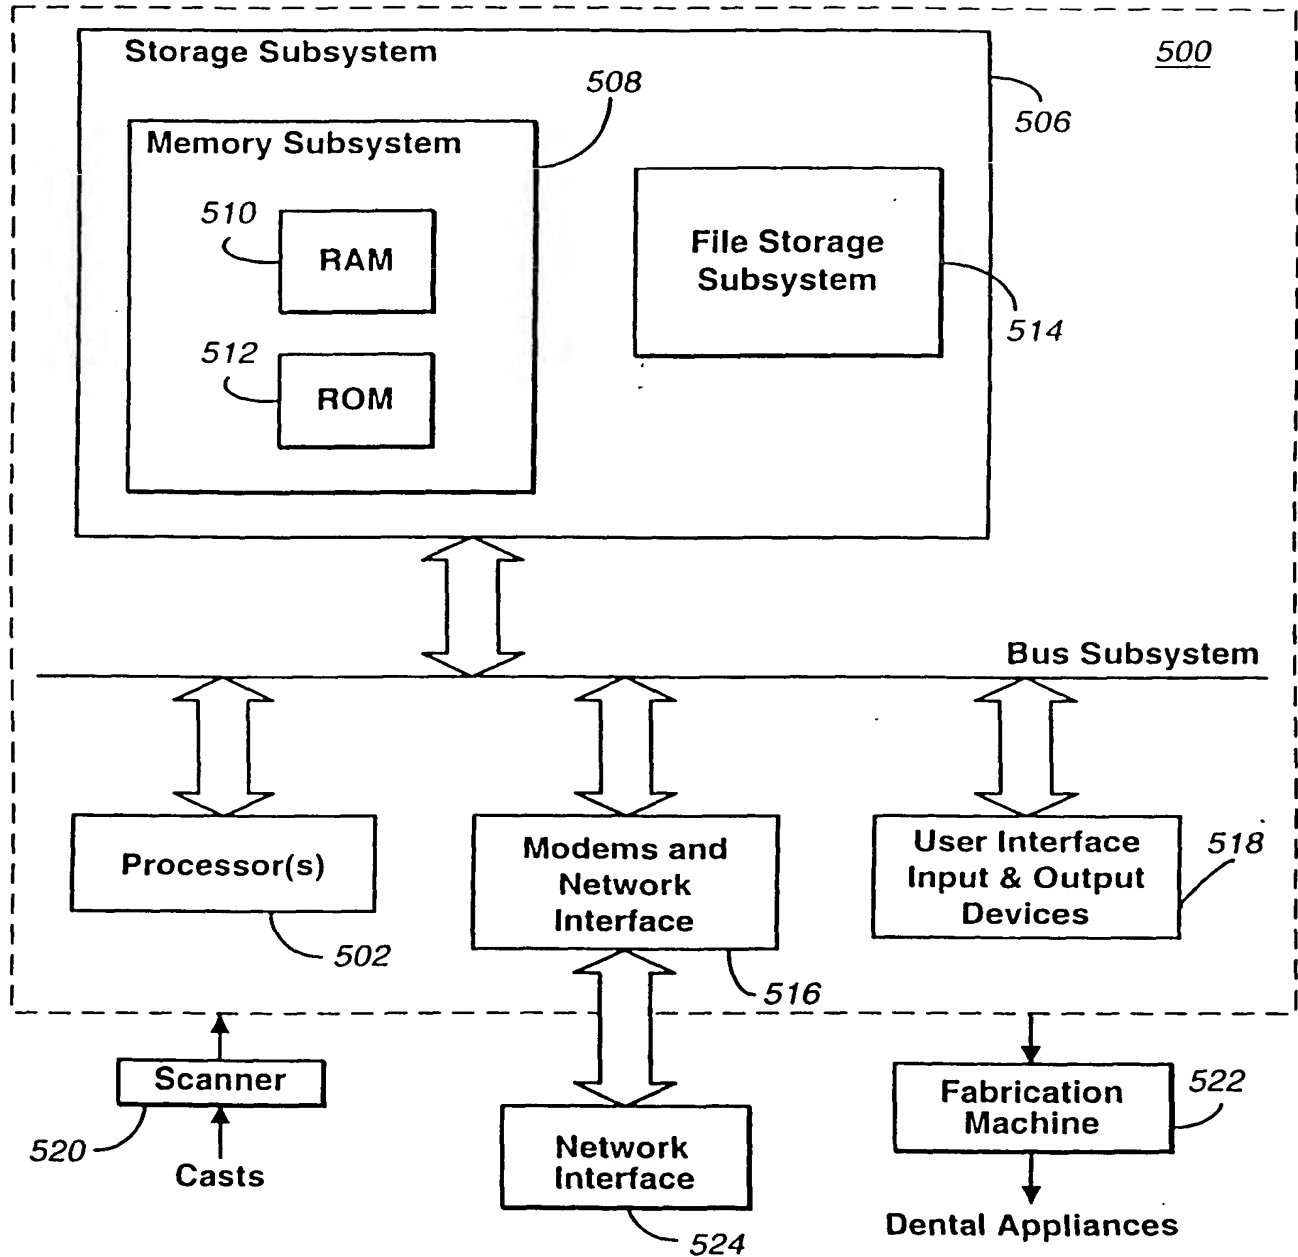 Storage Subsystem
500
508
506
Memory Subsystem
510
RAM
File Storage
Subsystem
514
512
ROM
Bus Subsystem
Processor(s)
502
Modems and
Network
Interface
516
User Interface
Input & Output
Devices
518
Scanner
520
Casts
Network
Interface
524
Fabrication
Machine
522
Dental Appliances